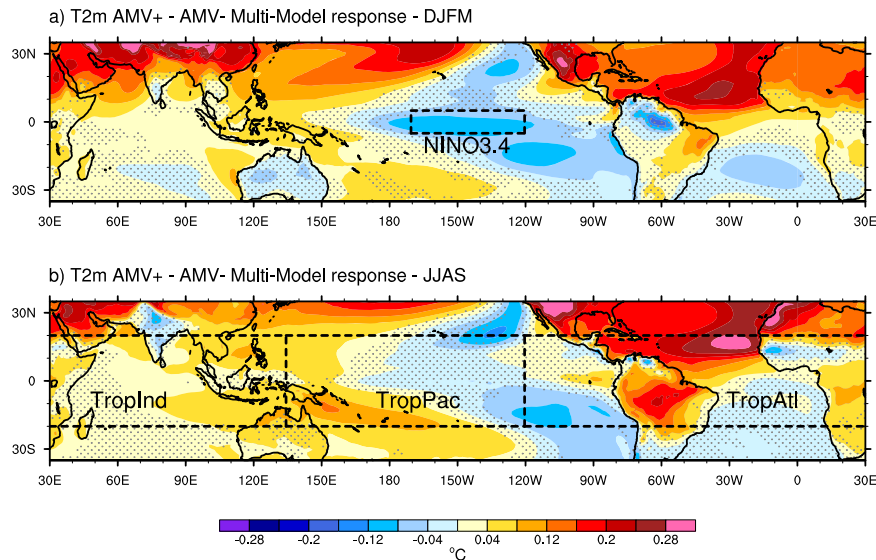 a) T2m AMV+ - AMV- Multi-Model response - DJFM
30N
0
30S
NINO3.4
30E 60E 90E 120E 150E 180 150W 120W 90W 60W 30W 0 30E
b) T2m AMV+ - AMV- Multi-Model response - JJAS
30N
0
30S
TropInd TropPac TropAtl
30E 60E 90E 120E 150E 180 150W 120W 90W 60W 30W 0 30E
-0.28 -0.2 -0.12 -0.04 0.04 0.12 0.2 0.28
°C